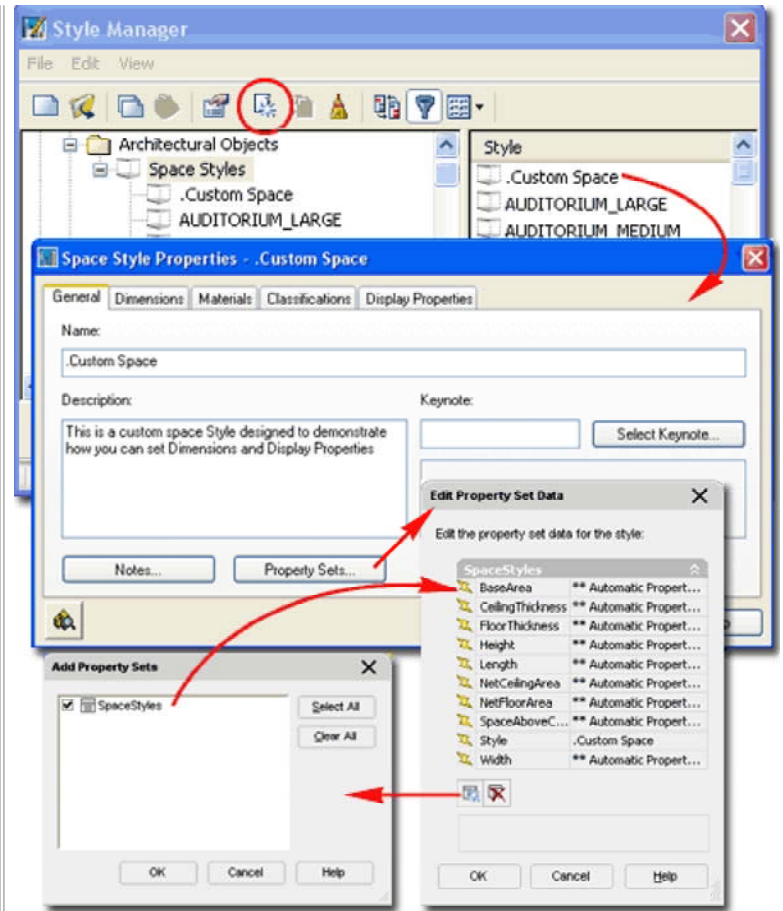 Style Manager
File Edit View
Architectural Objects
Space Styles
.Custom Space
AUDITORIUM_LARGE
Style
.Custom Space
AUDITORIUM_LARGE
AUDITORIUM_MEDIUM
Space Style Properties - .Custom Space
General Dimensions Materials Classifications Display Properties
Name:
.Custom Space
Description:
This is a custom space Style designed to demonstrate
how you can set Dimensions and Display Properties
Keynote:
Select Keynote...
Notes...
Property Sets...
Edit Property Set Data
Edit the property set data for the style:
SpaceStyles
BaseArea ** Automatic Propert...
CeilingThickness ** Automatic Propert...
FloorThickness ** Automatic Propert...
Height ** Automatic Propert...
Length ** Automatic Propert...
NetCeilingArea ** Automatic Propert...
NetFloorArea ** Automatic Propert...
SpaceAboveC... ** Automatic Propert...
Style .Custom Space
Width ** Automatic Propert...
OK Cancel Help
Add Property Sets
SpaceStyles
Select All
Clear All
OK Cancel Help